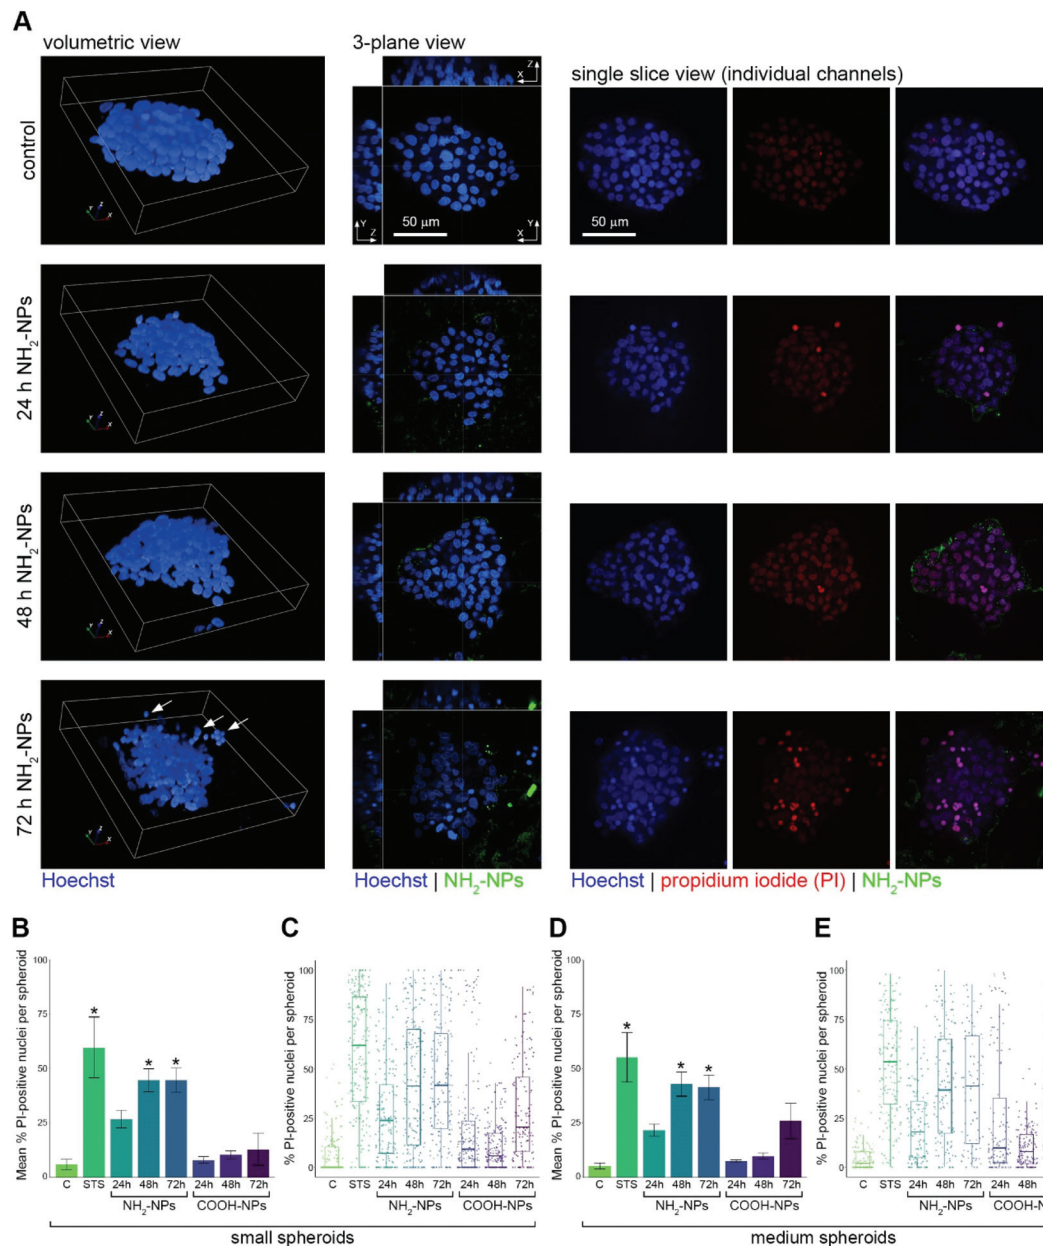 A
volumetric view
3-plane view
single slice view (individual channels)
control
Z
X
Y
Z
50 μm
Y
X
50 μm
24 h NH2-NPs
48 h NH2-NPs
72 h NH2-NPs
Hoechst
Hoechst | NH2-NPs
Hoechst | propidium iodide (PI) | NH2-NPs
B
Mean % PI-positive nuclei per spheroid
100
75
50
25
0
* * *
C STS 24h 48h 72h 24h 48h 72h
NH2-NPs COOH-NPs
C
% PI-positive nuclei per spheroid
100
75
50
25
0
C STS 24h 48h 72h 24h 48h 72h
NH2-NPs COOH-NPs
small spheroids
D
Mean % PI-positive nuclei per spheroid
100
75
50
25
0
* * *
C STS 24h 48h 72h 24h 48h 72h
NH2-NPs COOH-NPs
E
% PI-positive nuclei per spheroid
100
75
50
25
0
C STS 24h 48h 72h 24h 48h
NH2-NPs COOH-N
medium spheroids